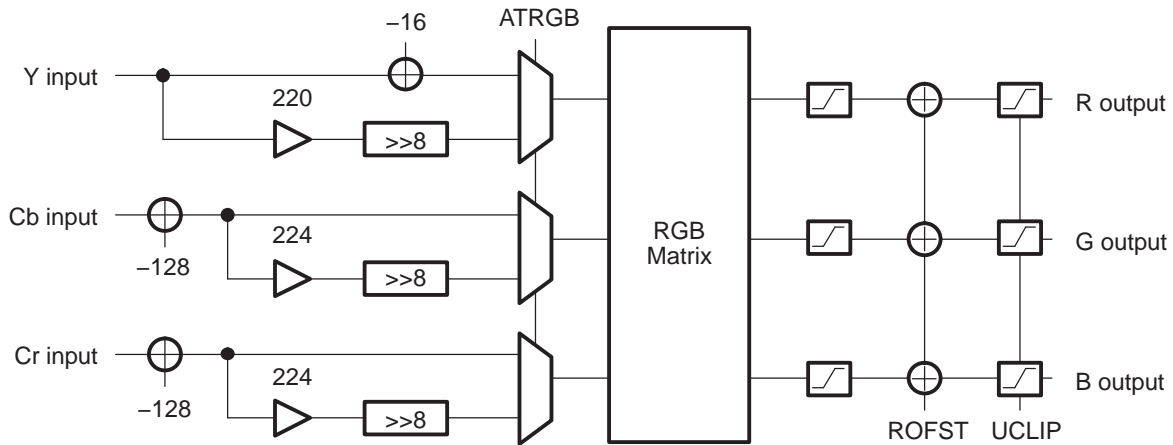 ATRGB
−16
Y input
220
>>8
R output
Cb input
−128
224
>>8
RGB
Matrix
G output
Cr input
−128
224
>>8
B output
ROFST
UCLIP